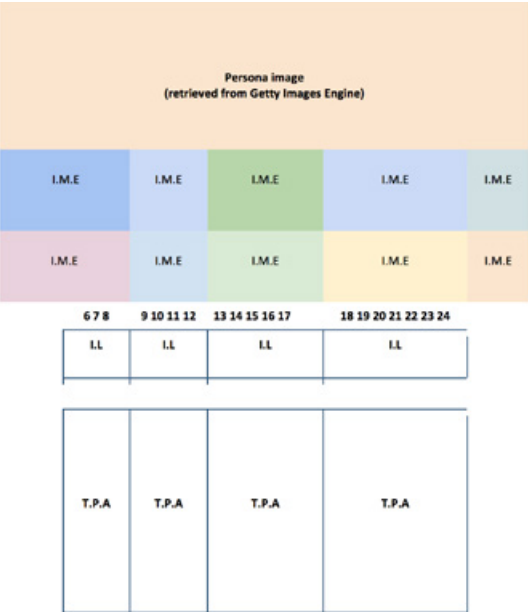 Persona image
(retrieved from Getty Images Engine)
I.M.E I.M.E I.M.E I.M.E I.M.E
I.M.E I.M.E I.M.E I.M.E I.M.E
6 7 8 9 10 11 12 13 14 15 16 17 18 19 20 21 22 23 24
I.L I.L I.L I.L
T.P.A T.P.A T.P.A T.P.A